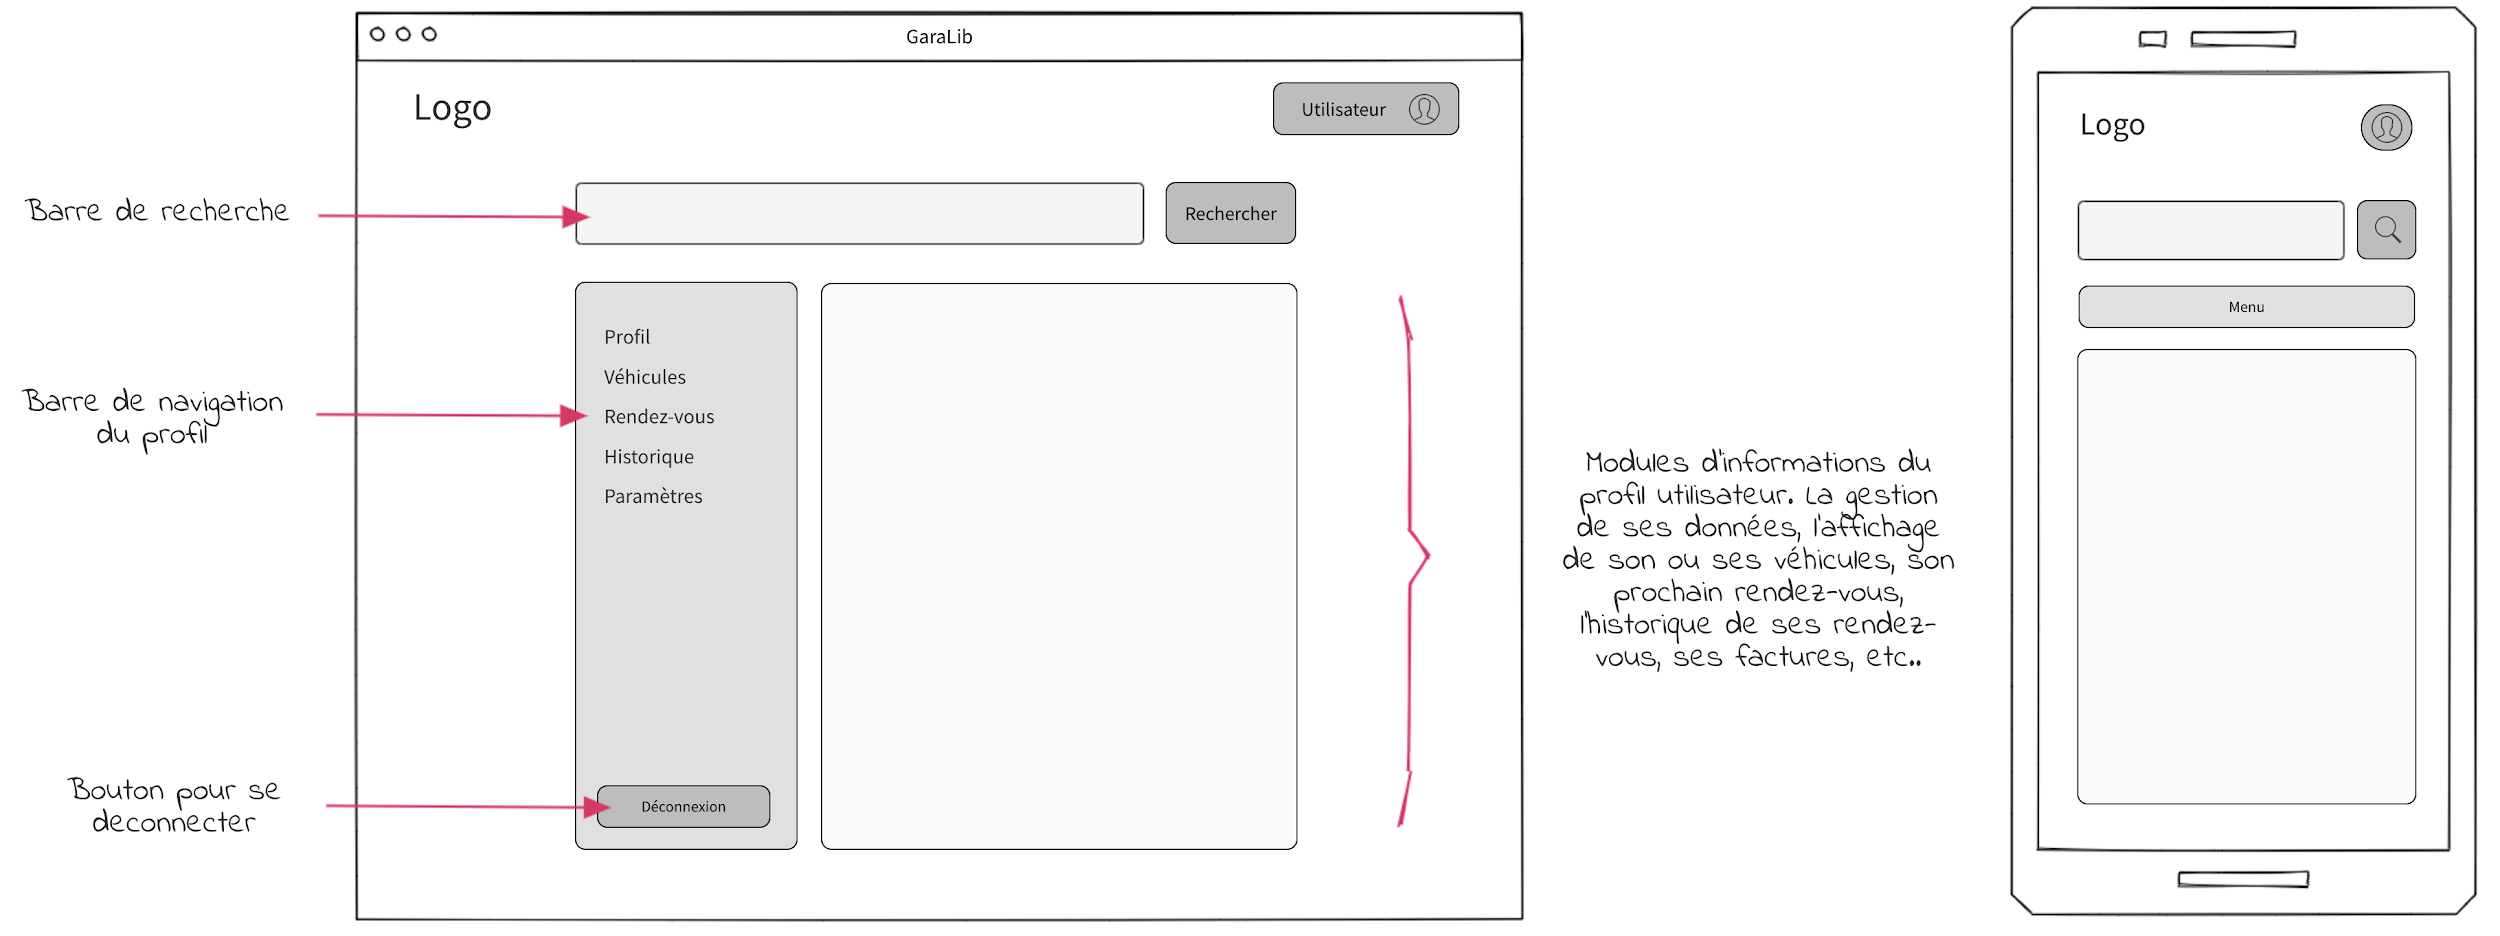 GaraLib
Logo
Utilisateur
Barre de recherche
Rechercher
Barre de navigation
du profil
Profil
Véhicules
Rendez-vous
Historique
Paramètres
Bouton pour se
deconnecter
Déconnexion
Modules d'informations du
profil utilisateur. La gestion
de ses données, l'affichage
de son ou ses véhicules, son
prochain rendez-vous,
l'historique de ses rendez-
vous, ses factures, etc..
Logo
Menu